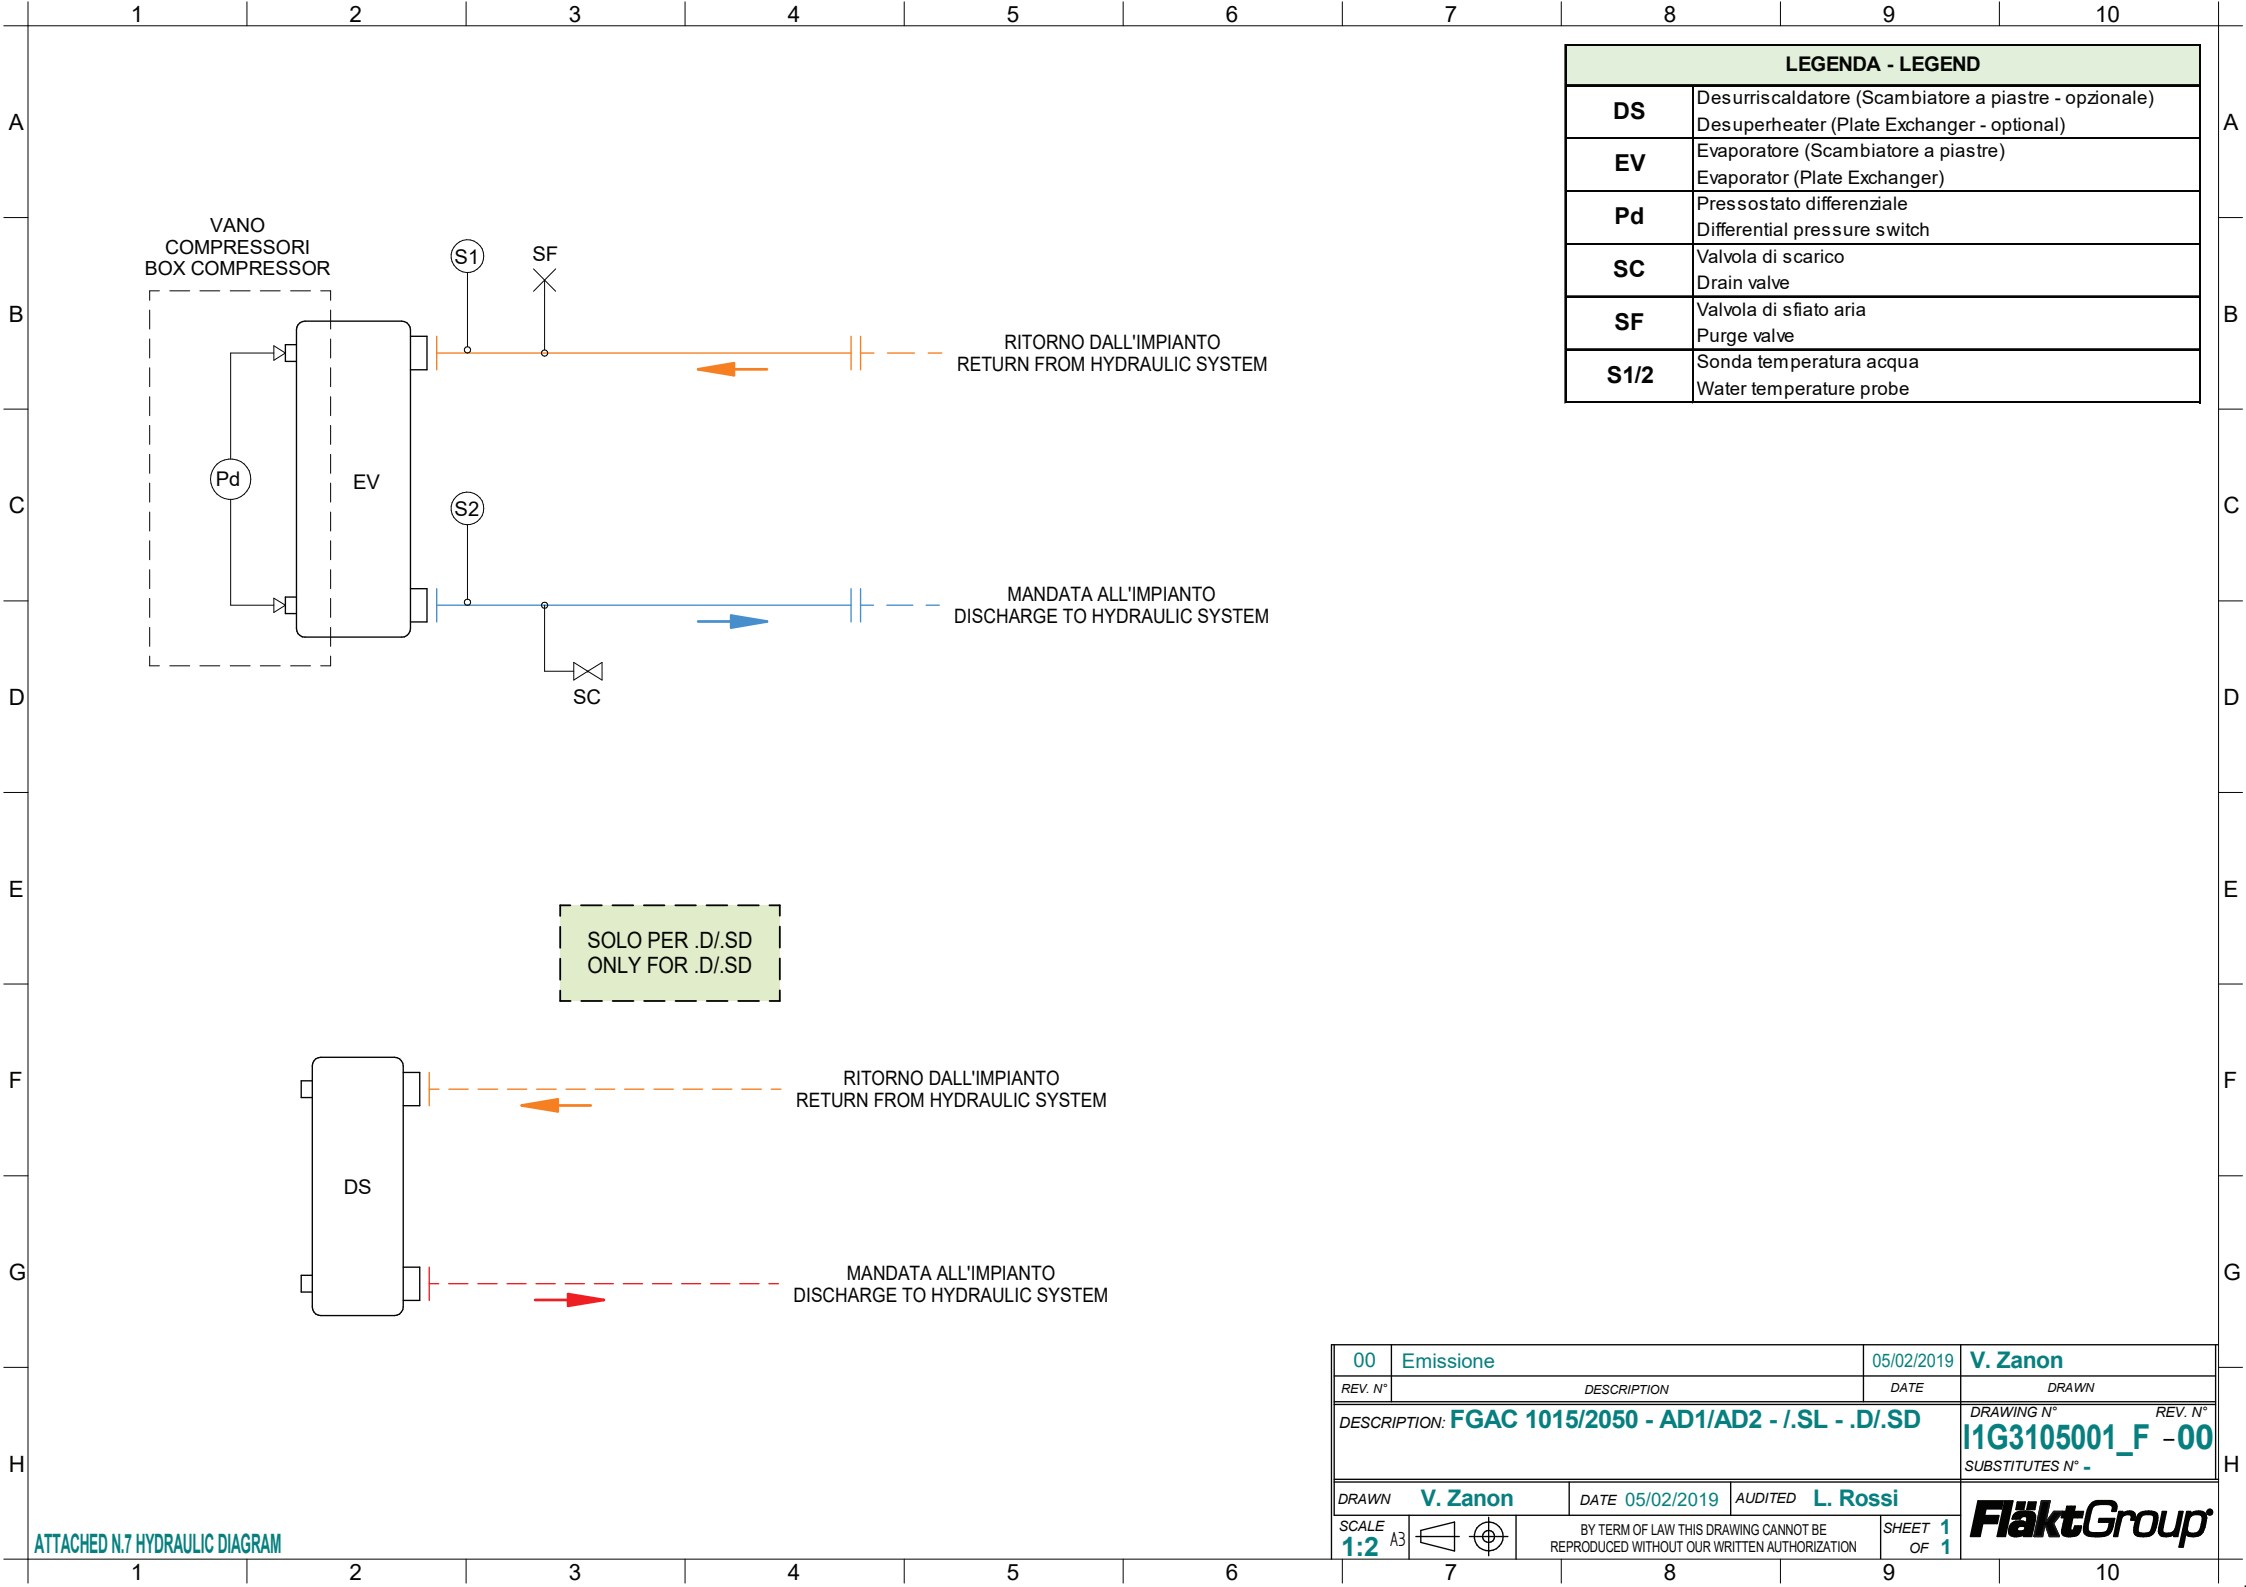 1 2 3 4 5 6 7 8 9 10
LEGENDA - LEGEND
DS
Desurriscaldatore (Scambiatore a piastre - opzionale)
Desuperheater (Plate Exchanger - optional)
EV
Evaporatore (Scambiatore a piastre)
Evaporator (Plate Exchanger)
Pd
Pressostato differenziale
Differential pressure switch
SC
Valvola di scarico
Drain valve
SF
Valvola di sfiato aria
Purge valve
S1/2
Sonda temperatura acqua
Water temperature probe
A A
B B
C C
D D
E E
F F
G G
H H
VANO
COMPRESSORI
BOX COMPRESSOR
S1
SF
RITORNO DALL'IMPIANTO
RETURN FROM HYDRAULIC SYSTEM
Pd
EV
S2
MANDATA ALL'IMPIANTO
DISCHARGE TO HYDRAULIC SYSTEM
SC
SOLO PER .D/.SD
ONLY FOR .D/.SD
RITORNO DALL'IMPIANTO
RETURN FROM HYDRAULIC SYSTEM
DS
MANDATA ALL'IMPIANTO
DISCHARGE TO HYDRAULIC SYSTEM
00 Emissione 05/02/2019 V. Zanon
REV. N° DESCRIPTION DATE DRAWN
DESCRIPTION: FGAC 1015/2050 - AD1/AD2 - /.SL - .D/.SD
DRAWING N° REV. N°
I1G3105001_F - 00
SUBSTITUTES N° -
DRAWN V. Zanon DATE 05/02/2019 AUDITED L. Rossi
SCALE
1:2 A3
BY TERM OF LAW THIS DRAWING CANNOT BE
REPRODUCED WITHOUT OUR WRITTEN AUTHORIZATION
SHEET 1
OF 1
FläktGroup
ATTACHED N.7 HYDRAULIC DIAGRAM
1 2 3 4 5 6 7 8 9 10